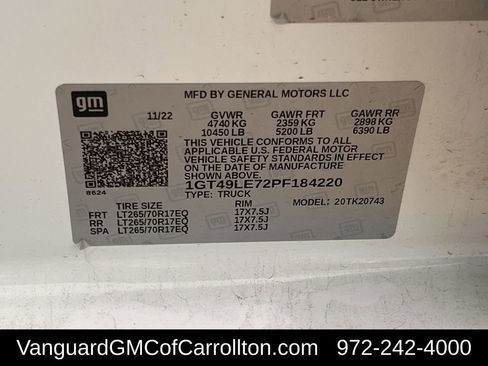 gm
MFD BY GENERAL MOTORS LLC
11/22 GVWR GAWR FRT GAWR RR
4740 KG 2359 KG 2898 KG
10450 LB 5200 LB 6390 LB
THIS VEHICLE CONFORMS TO ALL
APPLICABLE U.S. FEDERAL MOTOR
VEHICLE SAFETY STANDARDS IN EFFECT
ON THE DATE OF MANUFACTURE SHOWN ABOVE.
8624
1GT49LE72PF184220
TYPE: TRUCK MODEL: 20TK20743
TIRE SIZE RIM
FRT LT265/70R17EQ 17X7.5J
RR LT265/70R17EQ 17X7.5J
SPA LT265/70R17EQ 17X7.5J
VanguardGMCofCarrollton.com 972-242-4000